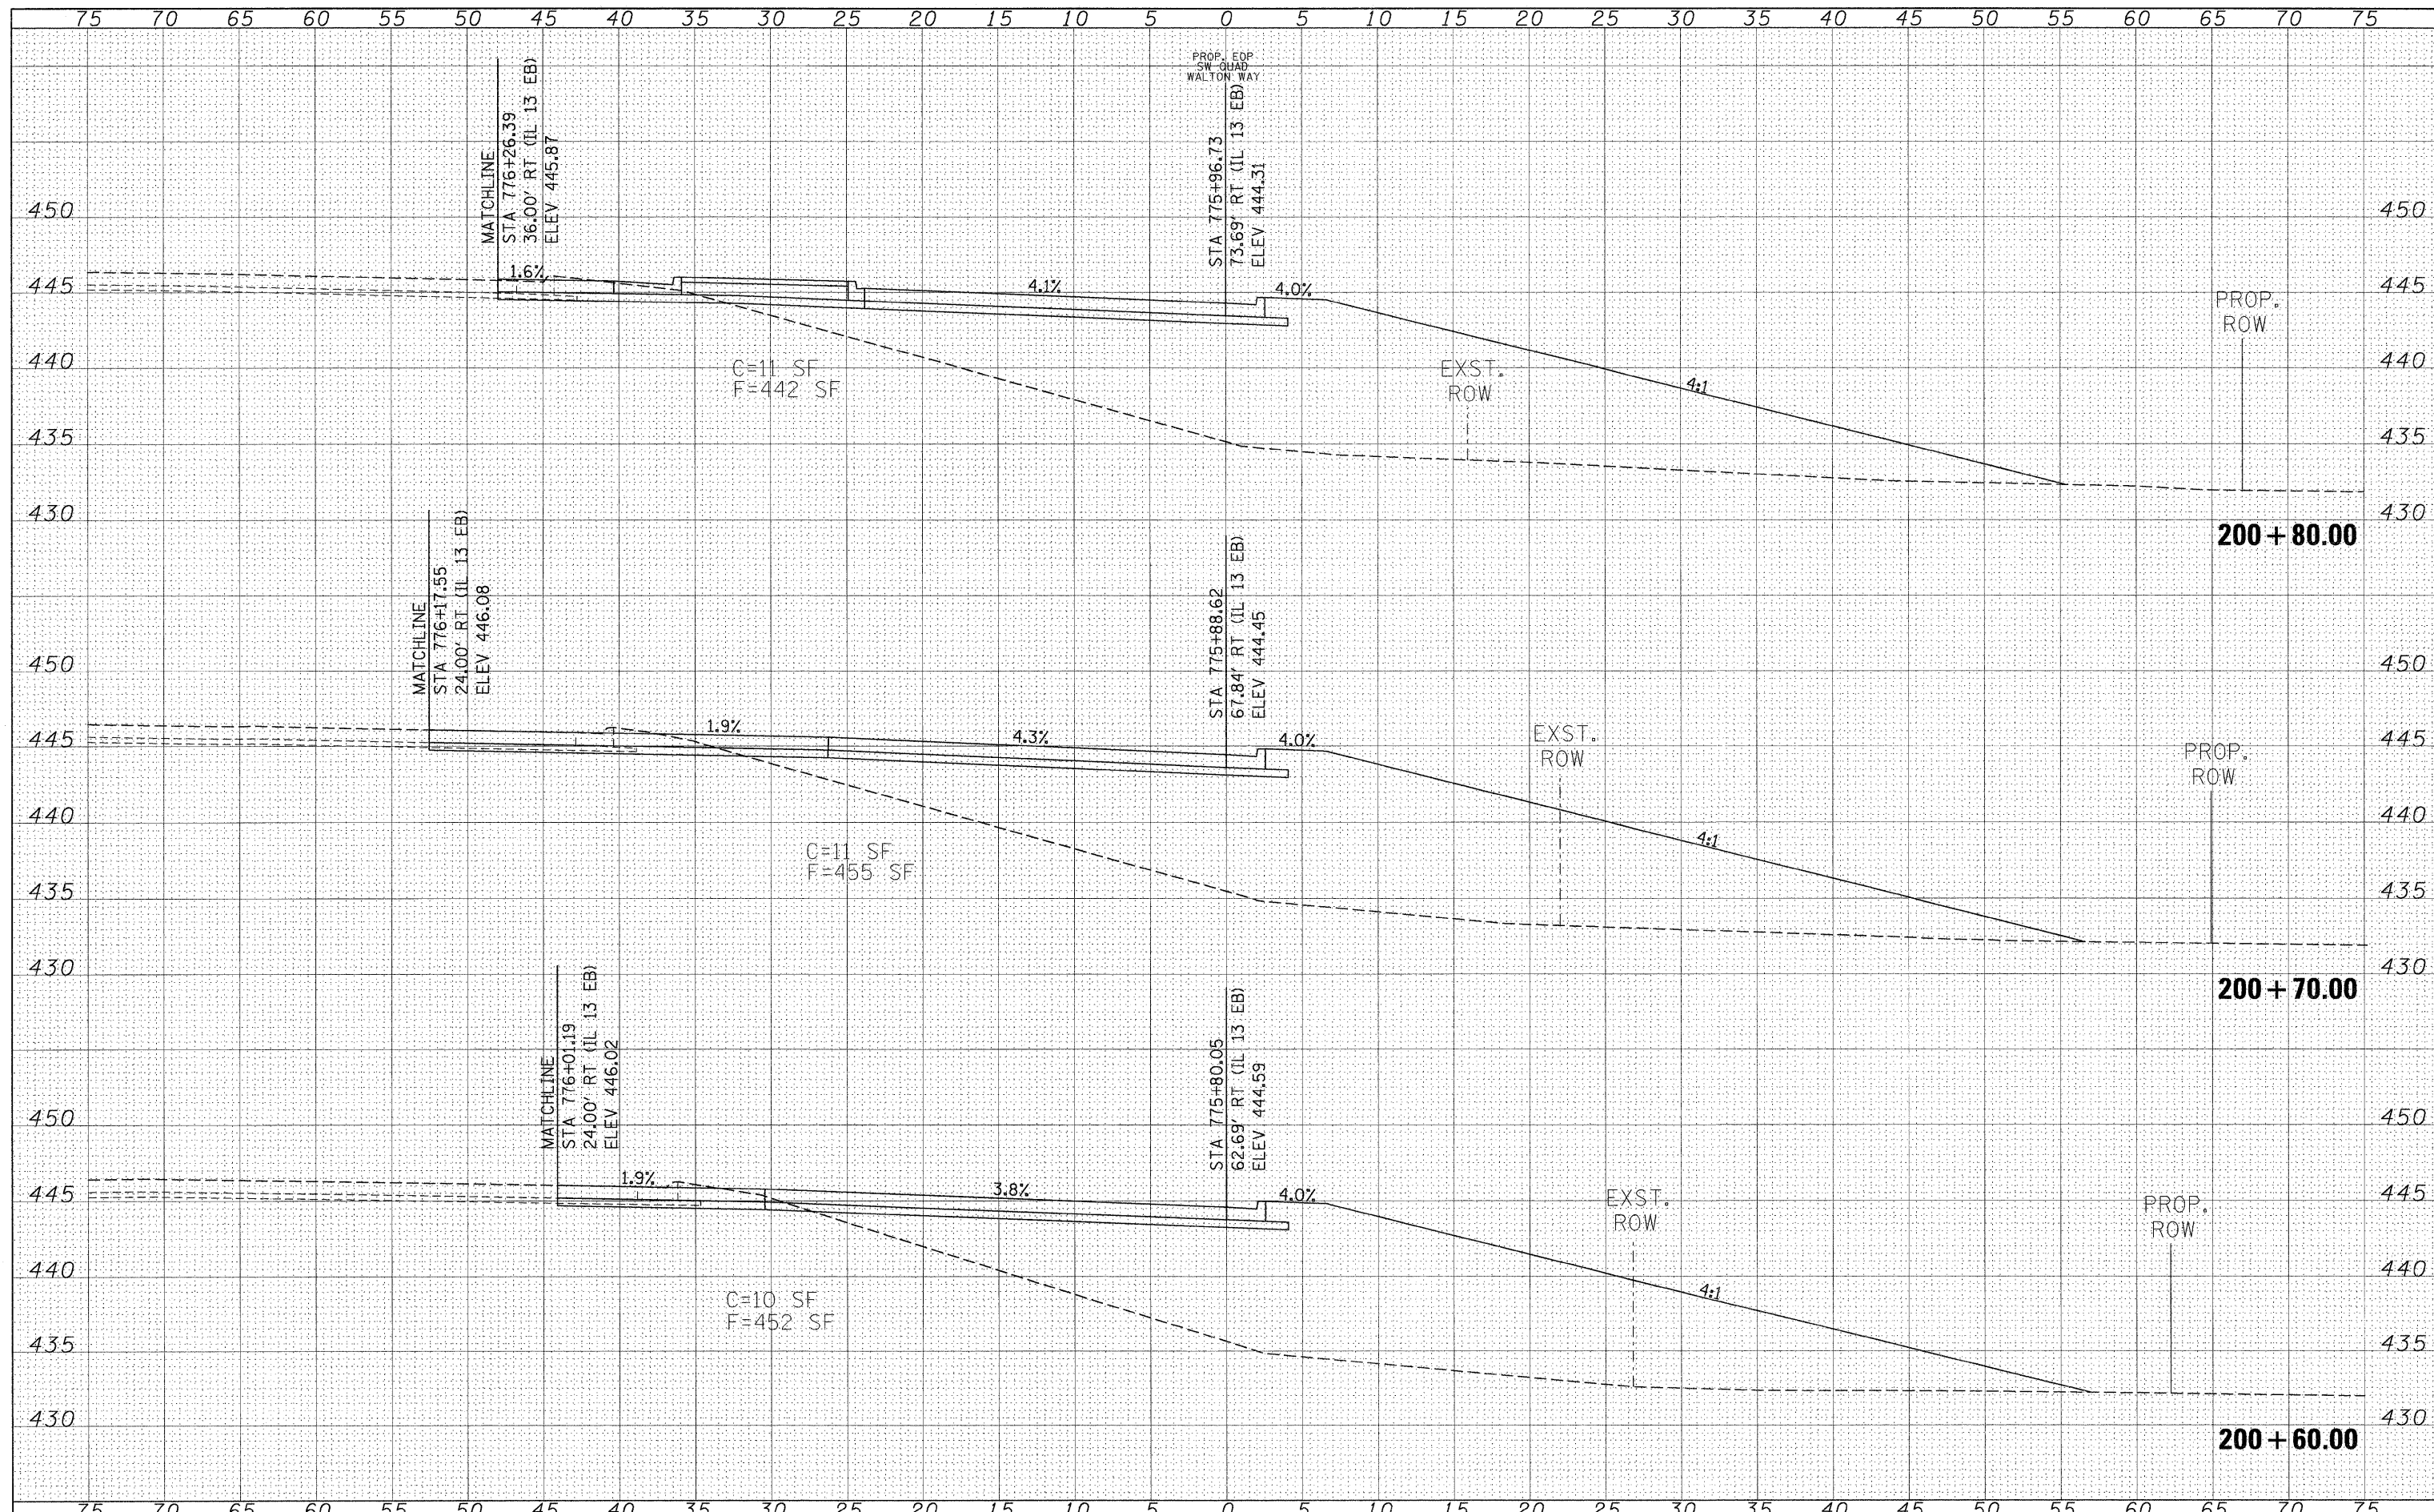 75 70 65 60 55 50 45 40 35 30 25 20 15 10 5 0 5 10 15 20 25 30 35 40 45 50 55 60 65 70 75
PROP. EOP
SW QUAD
WALTON WAY
MATCHLINE
STA 776+26.39
36.00' RT (IL 13 EB)
ELEV 445.87
STA 775+96.73
73.69' RT (IL 13 EB)
ELEV 444.31
450 450
1.6%
4.1%
4.0%
445 445
PROP.
ROW
440 440
C=11 SF
F=442 SF
EXST.
ROW
4:1
435 435
430 430
200+80.00
MATCHLINE
STA 776+17.55
24.00' RT (IL 13 EB)
ELEV 446.08
STA 775+88.62
67.84' RT (IL 13 EB)
ELEV 444.45
450 450
1.9%
4.3%
4.0%
445 445
EXST.
ROW
PROP.
ROW
440 440
4:1
C=11 SF
F=455 SF
435 435
430 430
200+70.00
MATCHLINE
STA 776+01.19
24.00' RT (IL 13 EB)
ELEV 446.02
STA 775+80.05
62.69' RT (IL 13 EB)
ELEV 444.59
450 450
1.9%
3.8%
4.0%
445 445
EXST.
ROW
PROP.
ROW
440 440
4:1
C=10 SF
F=452 SF
435 435
430 430
200+60.00
75 70 65 60 55 50 45 40 35 30 25 20 15 10 5 0 5 10 15 20 25 30 35 40 45 50 55 60 65 70 75